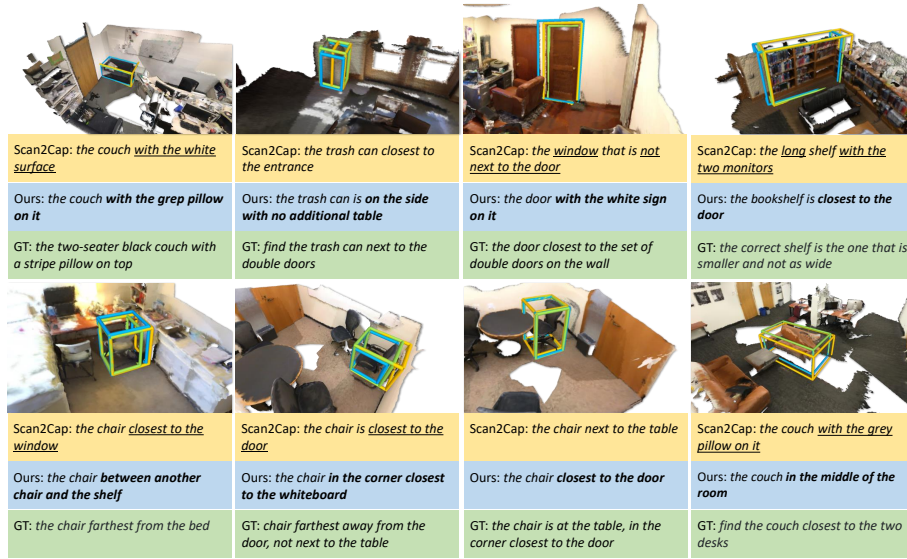 Scan2Cap: the couch with the white
surface
Ours: the couch with the grep pillow
on it
GT: the two-seater black couch with
a stripe pillow on top
Scan2Cap: the trash can closest to
the entrance
Ours: the trash can is on the side
with no additional table
GT: find the trash can next to the
double doors
Scan2Cap: the window that is not
next to the door
Ours: the door with the white sign
on it
GT: the door closest to the set of
double doors on the wall
Scan2Cap: the long shelf with the
two monitors
Ours: the bookshelf is closest to the
door
GT: the correct shelf is the one that is
smaller and not as wide
Scan2Cap: the chair closest to the
window
Ours: the chair between another
chair and the shelf
GT: the chair farthest from the bed
Scan2Cap: the chair is closest to the
door
Ours: the chair in the corner closest
to the whiteboard
GT: chair farthest away from the
door, not next to the table
Scan2Cap: the chair next to the table
Ours: the chair closest to the door
GT: the chair is at the table, in the
corner closest to the door
Scan2Cap: the couch with the grey
pillow on it
Ours: the couch in the middle of the
room
GT: find the couch closest to the two
desks